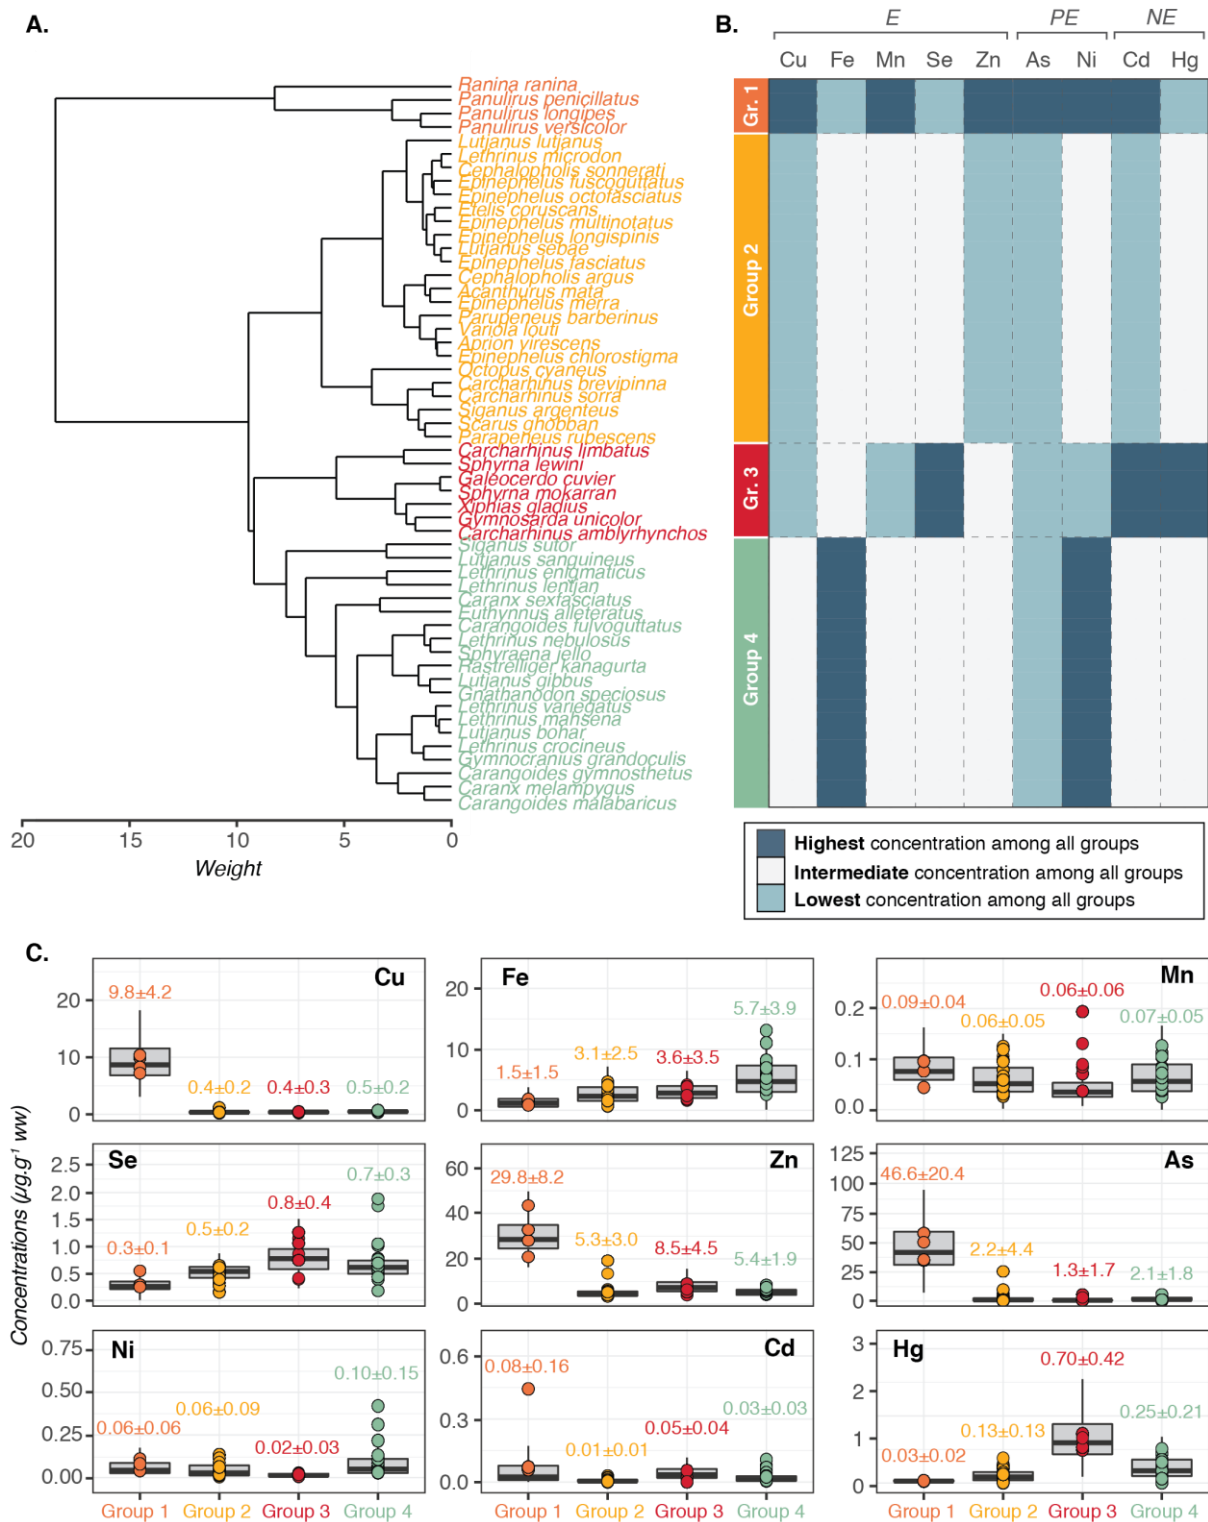 A.
Ranina ranina
Panulirus penicillatus
Panulirus longipes
Panulirus versicolor
Lutjanus lutjanus
Lethrinus microdon
Cephalopholis sonnerati
Epinephelus fuscoguttatus
Epinephelus octofasciatus
Etelis coruscans
Epinephelus multinotatus
Epinephelus longispinis
Lutjanus sebae
Epinephelus fasciatus
Cephalopholis argus
Acanthurus mata
Epinephelus merra
Parupeneus barberinus
Variola louti
Aprion virescens
Epinephelus chlorostigma
Octopus cyaneus
Carcharhinus brevipinna
Carcharhinus sorra
Siganus argenteus
Scarus ghobban
Parapeneus rubescens
Carcharhinus limbatus
Sphyrna lewini
Galeocerdo cuvier
Sphyrna mokarran
Xiphias gladius
Gymnosarda unicolor
Carcharhinus amblyrhynchos
Siganus sutor
Lutjanus sanguineus
Lethrinus enigmaticus
Lethrinus lentjan
Caranx sexfasciatus
Euthynnus alleteratus
Carangoides fulvoguttatus
Lethrinus nebulosus
Sphyraena jello
Rastrelliger kanagurta
Lutjanus gibbus
Gnathanodon speciosus
Lethrinus variegatus
Lethrinus mahsena
Lutjanus bohar
Lethrinus crocineus
Gymnocranius grandoculis
Carangoides gymnosthetus
Caranx melampygus
Carangoides malabaricus
20 15 10 5 0
Weight
B.
E PE NE
Cu Fe Mn Se Zn As Ni Cd Hg
Gr. 1
Group 2
Gr. 3
Group 4
Highest concentration among all groups
Intermediate concentration among all groups
Lowest concentration among all groups
C.
Concentrations (µg.g⁻¹ ww)
Cu
20
10
0
9.8±4.2
0.4±0.2
0.4±0.3
0.5±0.2
Fe
20
10
0
1.5±1.5
3.1±2.5
3.6±3.5
5.7±3.9
Mn
0.2
0.1
0.0
0.09±0.04
0.06±0.05
0.06±0.06
0.07±0.05
Se
2.5
2.0
1.5
1.0
0.5
0.0
0.3±0.1
0.5±0.2
0.8±0.4
0.7±0.3
Zn
60
40
20
0
29.8±8.2
5.3±3.0
8.5±4.5
5.4±1.9
As
125
100
75
50
25
0
46.6±20.4
2.2±4.4
1.3±1.7
2.1±1.8
Ni
0.75
0.50
0.25
0.00
0.06±0.06
0.06±0.09
0.02±0.03
0.10±0.15
Cd
0.6
0.3
0.0
0.08±0.16
0.01±0.01
0.05±0.04
0.03±0.03
Hg
3
2
1
0
0.03±0.02
0.13±0.13
0.70±0.42
0.25±0.21
Group 1 Group 2 Group 3 Group 4
Group 1 Group 2 Group 3 Group 4
Group 1 Group 2 Group 3 Group 4